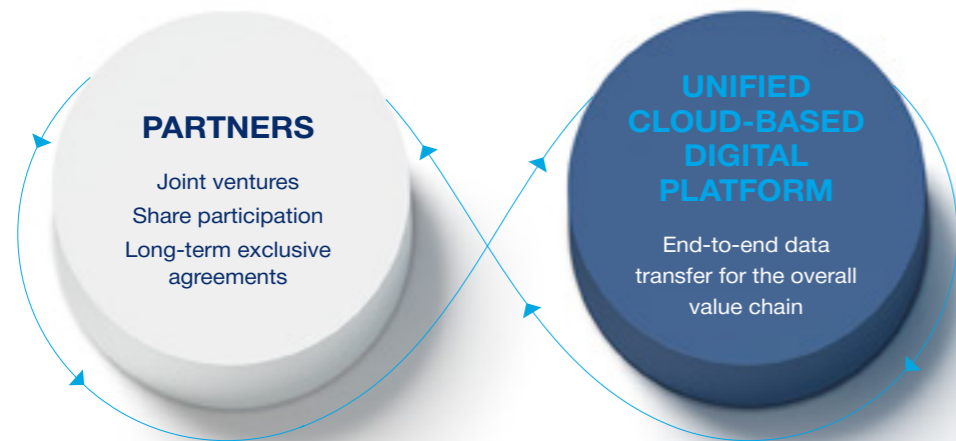 PARTNERS
Joint ventures
Share participation
Long-term exclusive
agreements
UNIFIED
CLOUD-BASED
DIGITAL
PLATFORM
End-to-end data
transfer for the overall
value chain